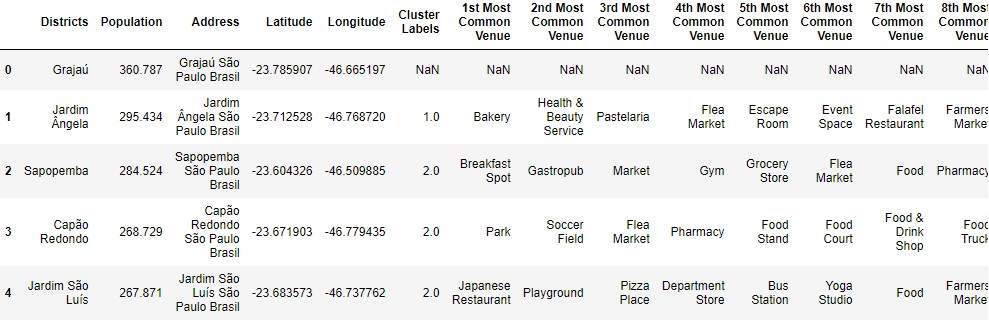 Districts Population Address Latitude Longitude Cluster Labels 1st Most Common Venue 2nd Most Common Venue 3rd Most Common Venue 4th Most Common Venue 5th Most Common Venue 6th Most Common Venue 7th Most Common Venue 8th Most Common Venue
0 Grajaú 360.787 Grajaú São Paulo Brasil -23.785907 -46.665197 NaN NaN NaN NaN NaN NaN NaN NaN NaN
1 Jardim Ângela 295.434 Jardim Ângela São Paulo Brasil -23.712528 -46.768720 1.0 Bakery Health & Beauty Service Pastelaria Flea Market Escape Room Event Space Falafel Restaurant Farmers Market
2 Sapopemba 284.524 Sapopemba São Paulo Brasil -23.604326 -46.509885 2.0 Breakfast Spot Gastropub Market Gym Grocery Store Flea Market Food Pharmacy
3 Capão Redondo 268.729 Capão Redondo São Paulo Brasil -23.671903 -46.779435 2.0 Park Soccer Field Flea Market Pharmacy Food Stand Food Court Food & Drink Shop Food Truck
4 Jardim São Luís 267.871 Jardim São Luís São Paulo Brasil -23.683573 -46.737762 2.0 Japanese Restaurant Playground Pizza Place Department Store Bus Station Yoga Studio Food Farmers Market